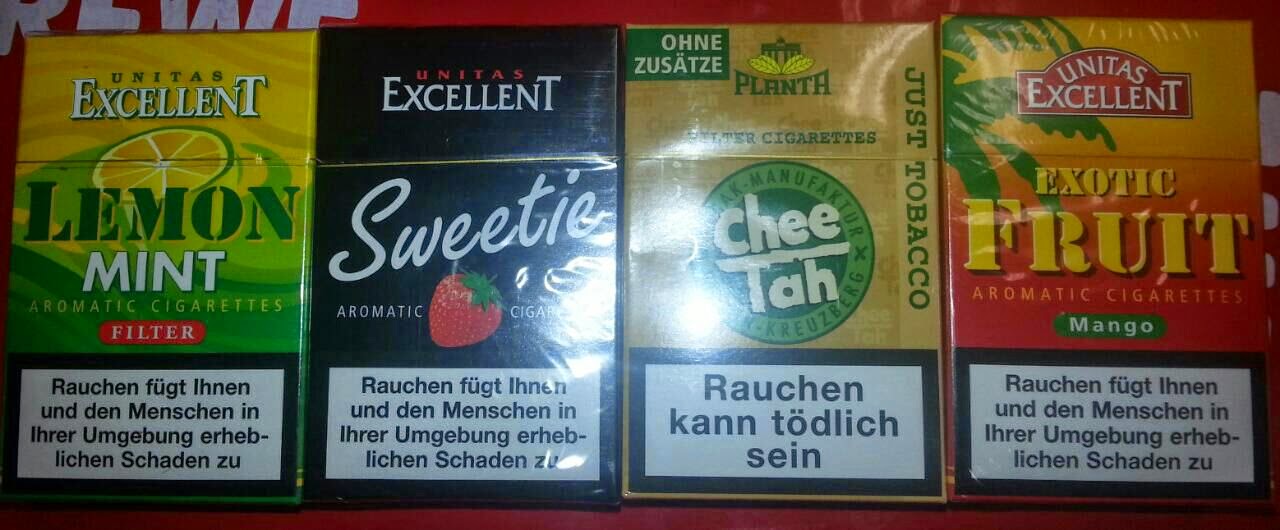 REWE
UNITAS
EXCELLENT
LEMON
MINT
AROMATIC CIGARETTES
FILTER
Rauchen fügt Ihnen
und den Menschen in
Ihrer Umgebung erheb-
lichen Schaden zu
UNITAS
EXCELLENT
Sweetie
AROMATIC
Rauchen fügt Ihnen
und den Menschen in
Ihrer Umgebung erheb-
lichen Schaden zu
OHNE
ZUSÄTZE
PLANTA
FILTER CIGARETTES
JUST TOBACCO
Chee
Tah
Rauchen
kann tödlich
sein
UNITAS
EXCELLENT
EXOTIC
FRUIT
AROMATIC CIGARETTES
Mango
Rauchen fügt Ihnen
und den Menschen in
Ihrer Umgebung erheb-
lichen Schaden zu